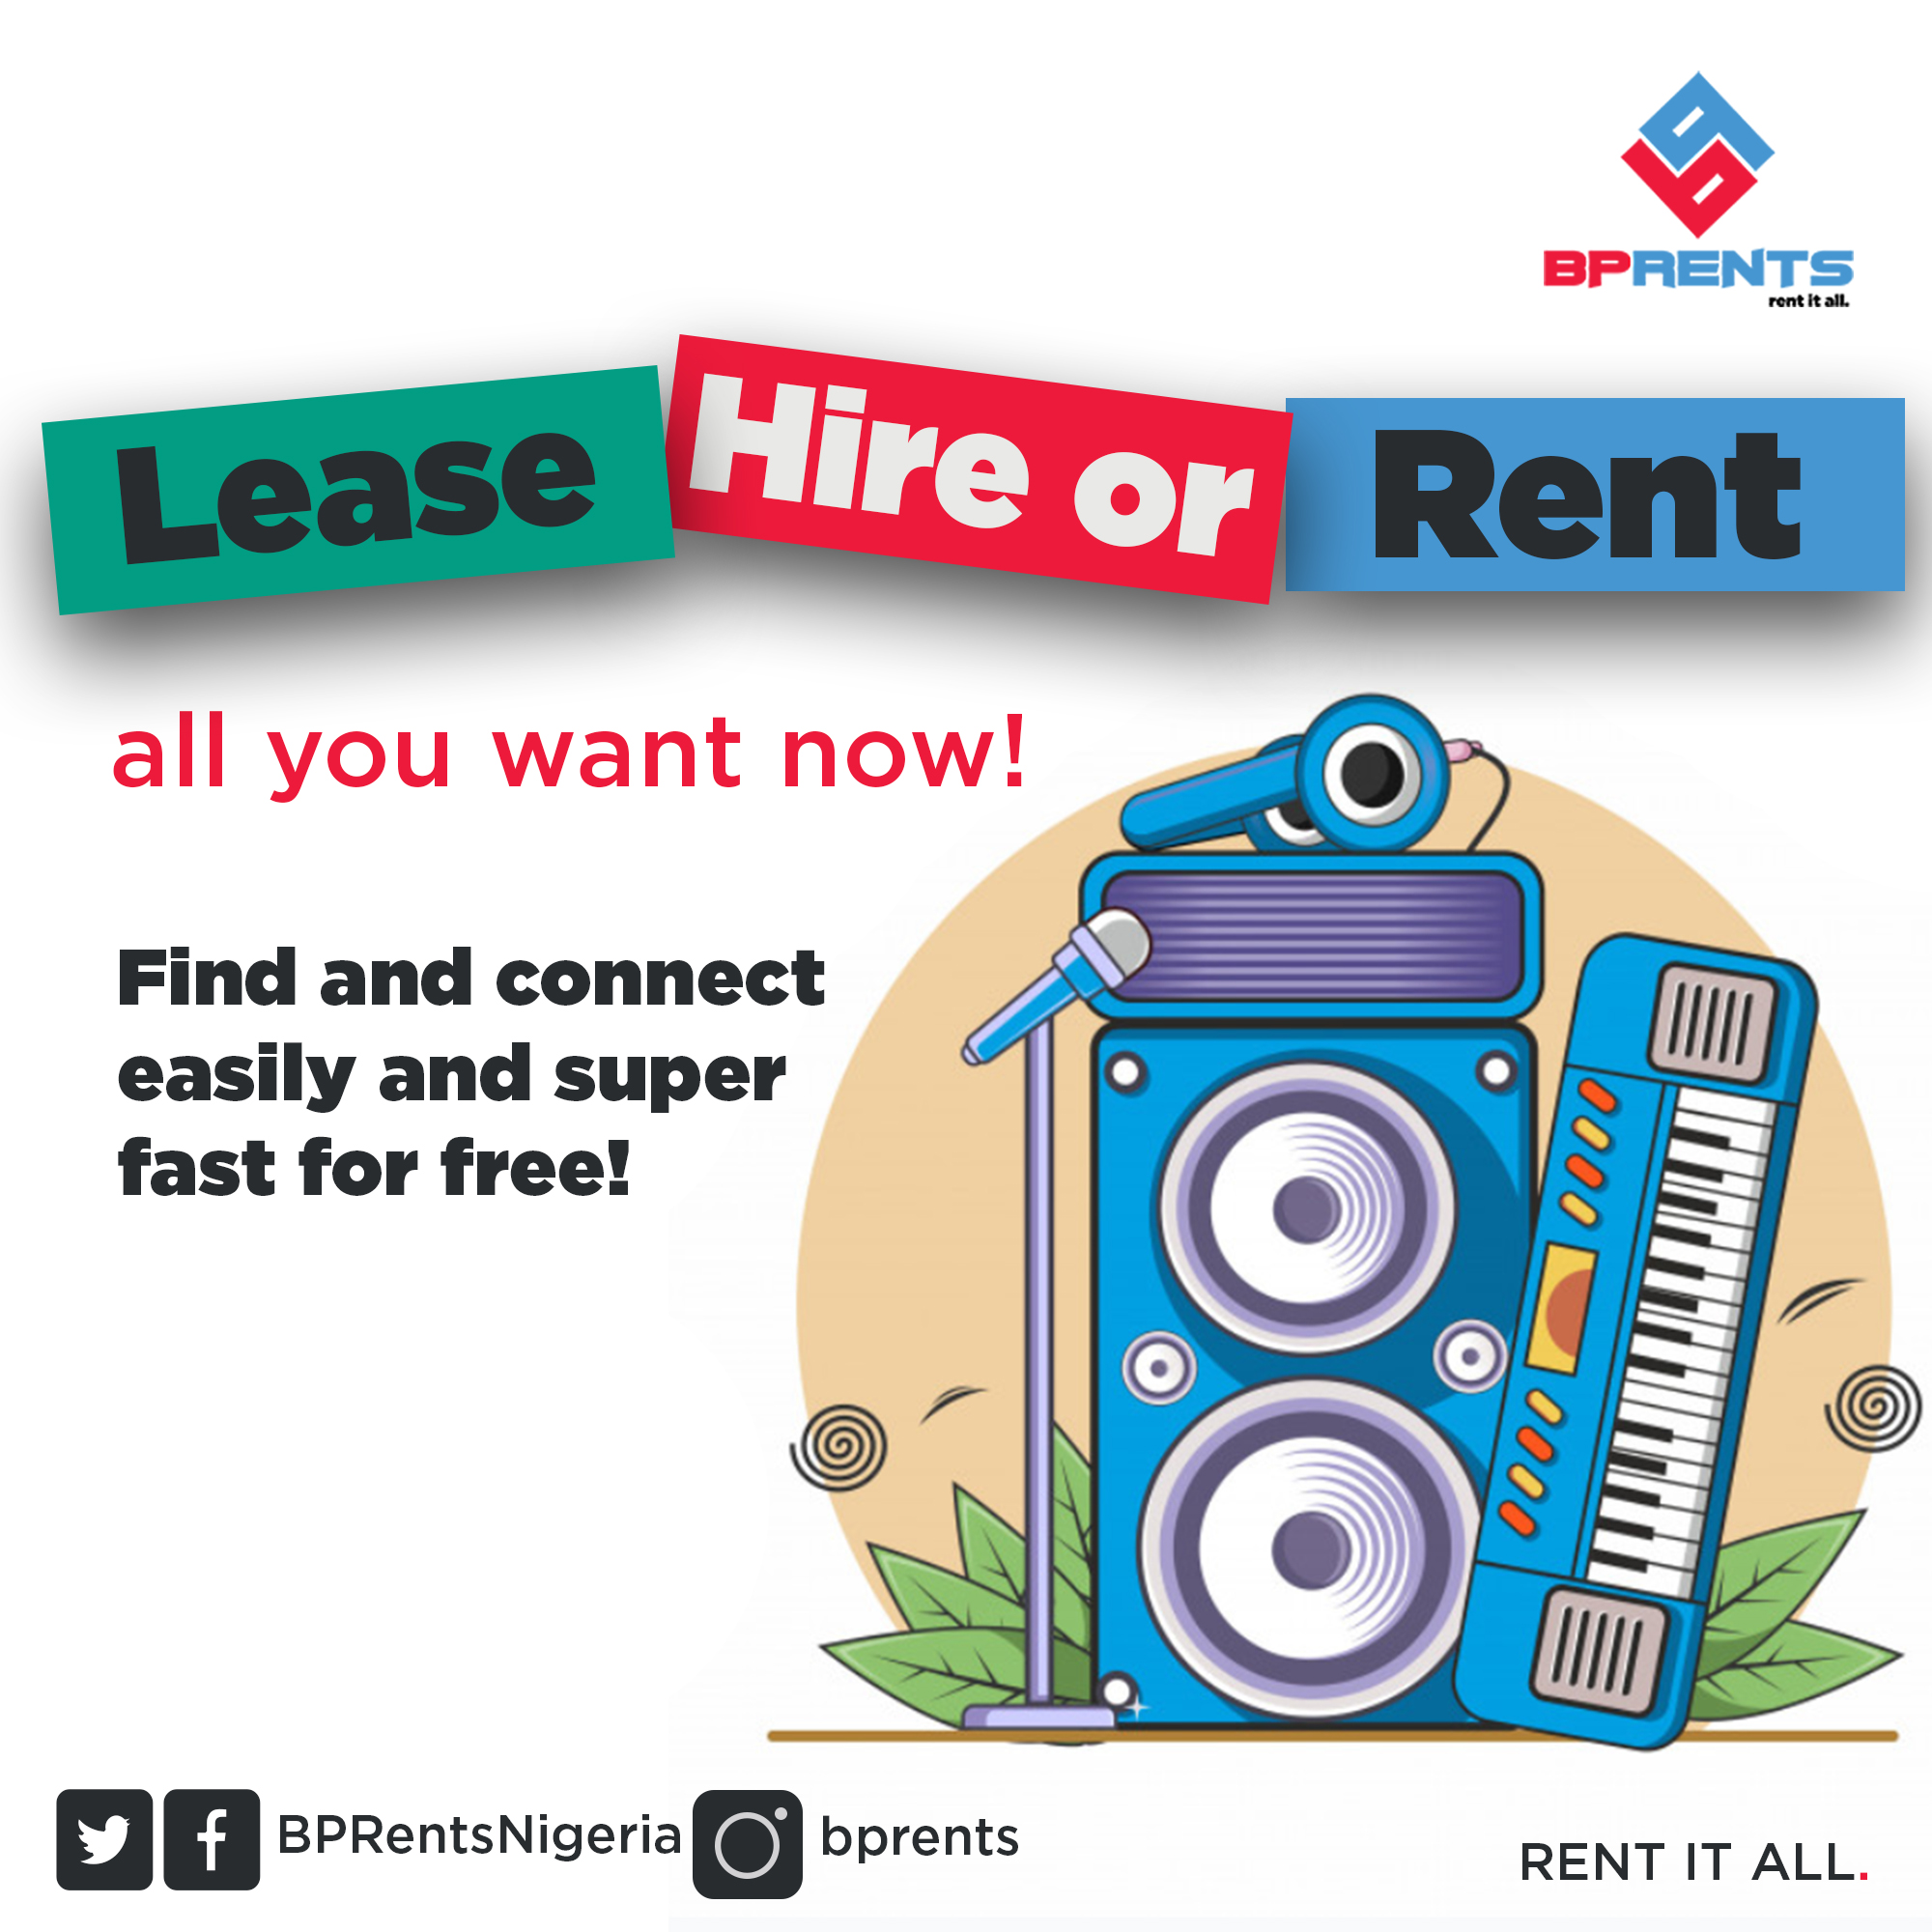 BPRENTS
rent it all.
Lease Hire or Rent
all you want now!
Find and connect
easily and super
fast for free!
BPRentsNigeria bprents
RENT IT ALL.